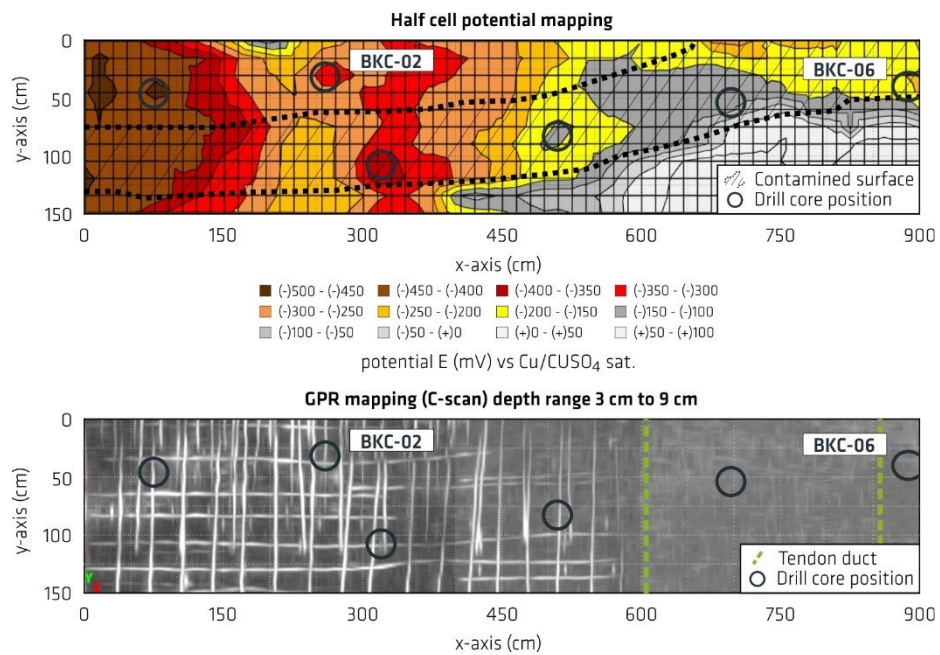 Half cell potential mapping
BKC-02
BKC-06
y-axis (cm)
0
50
100
150
Contamined surface
Drill core position
0 150 300 450 600 750 900
x-axis (cm)
(-)500 - (-)450 (-)450 - (-)400 (-)400 - (-)350 (-)350 - (-)300
(-)300 - (-)250 (-)250 - (-)200 (-)200 - (-)150 (-)150 - (-)100
(-)100 - (-)50 (-)50 - (+)0 (+)0 - (+)50 (+)50 - (+)100
potential E (mV) vs Cu/CUSO₄ sat.
GPR mapping (C-scan) depth range 3 cm to 9 cm
BKC-02
BKC-06
y-axis (cm)
0
50
100
150
Y
X
Tendon duct
Drill core position
0 150 300 450 600 750 900
x-axis (cm)